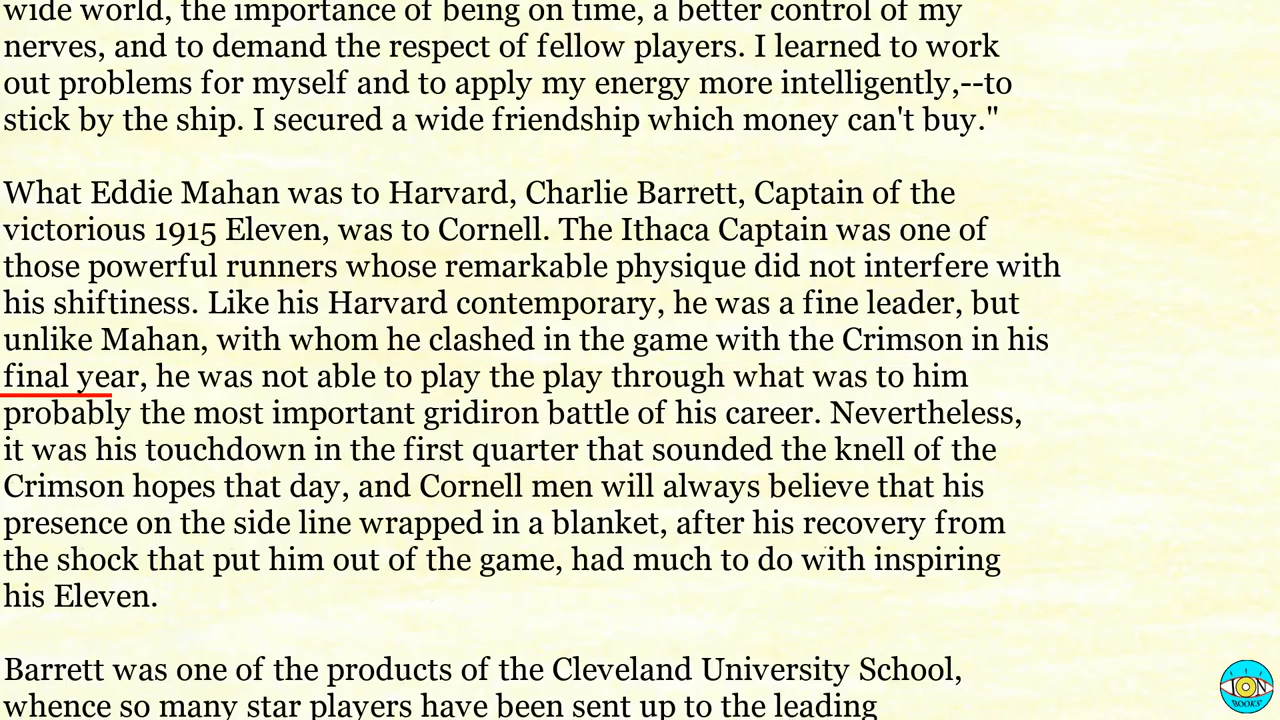 wide world, the importance of being on time, a better control of my
nerves, and to demand the respect of fellow players. I learned to work
out problems for myself and to apply my energy more intelligently,--to
stick by the ship. I secured a wide friendship which money can't buy."
What Eddie Mahan was to Harvard, Charlie Barrett, Captain of the
victorious 1915 Eleven, was to Cornell. The Ithaca Captain was one of
those powerful runners whose remarkable physique did not interfere with
his shiftiness. Like his Harvard contemporary, he was a fine leader, but
unlike Mahan, with whom he clashed in the game with the Crimson in his
final year, he was not able to play the play through what was to him
probably the most important gridiron battle of his career. Nevertheless,
it was his touchdown in the first quarter that sounded the knell of the
Crimson hopes that day, and Cornell men will always believe that his
presence on the side line wrapped in a blanket, after his recovery from
the shock that put him out of the game, had much to do with inspiring
his Eleven.
Barrett was one of the products of the Cleveland University School,
whence so many star players have been sent up to the leading
ION
BOOKS